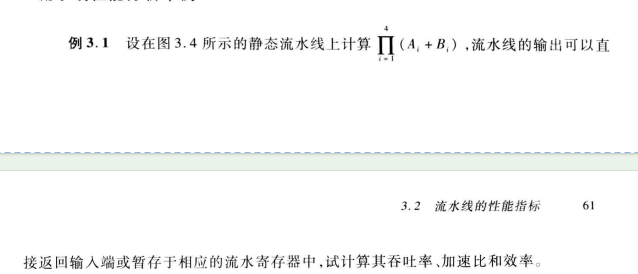 例 3.1 设在图 3.4 所示的静态流水线上计算 ∏_{i=1}^{4} (A_i + B_i) ,流水线的输出可以直
3.2 流水线的性能指标 61
接返回输入端或暂存于相应的流水寄存器中,试计算其吞吐率、加速比和效率。